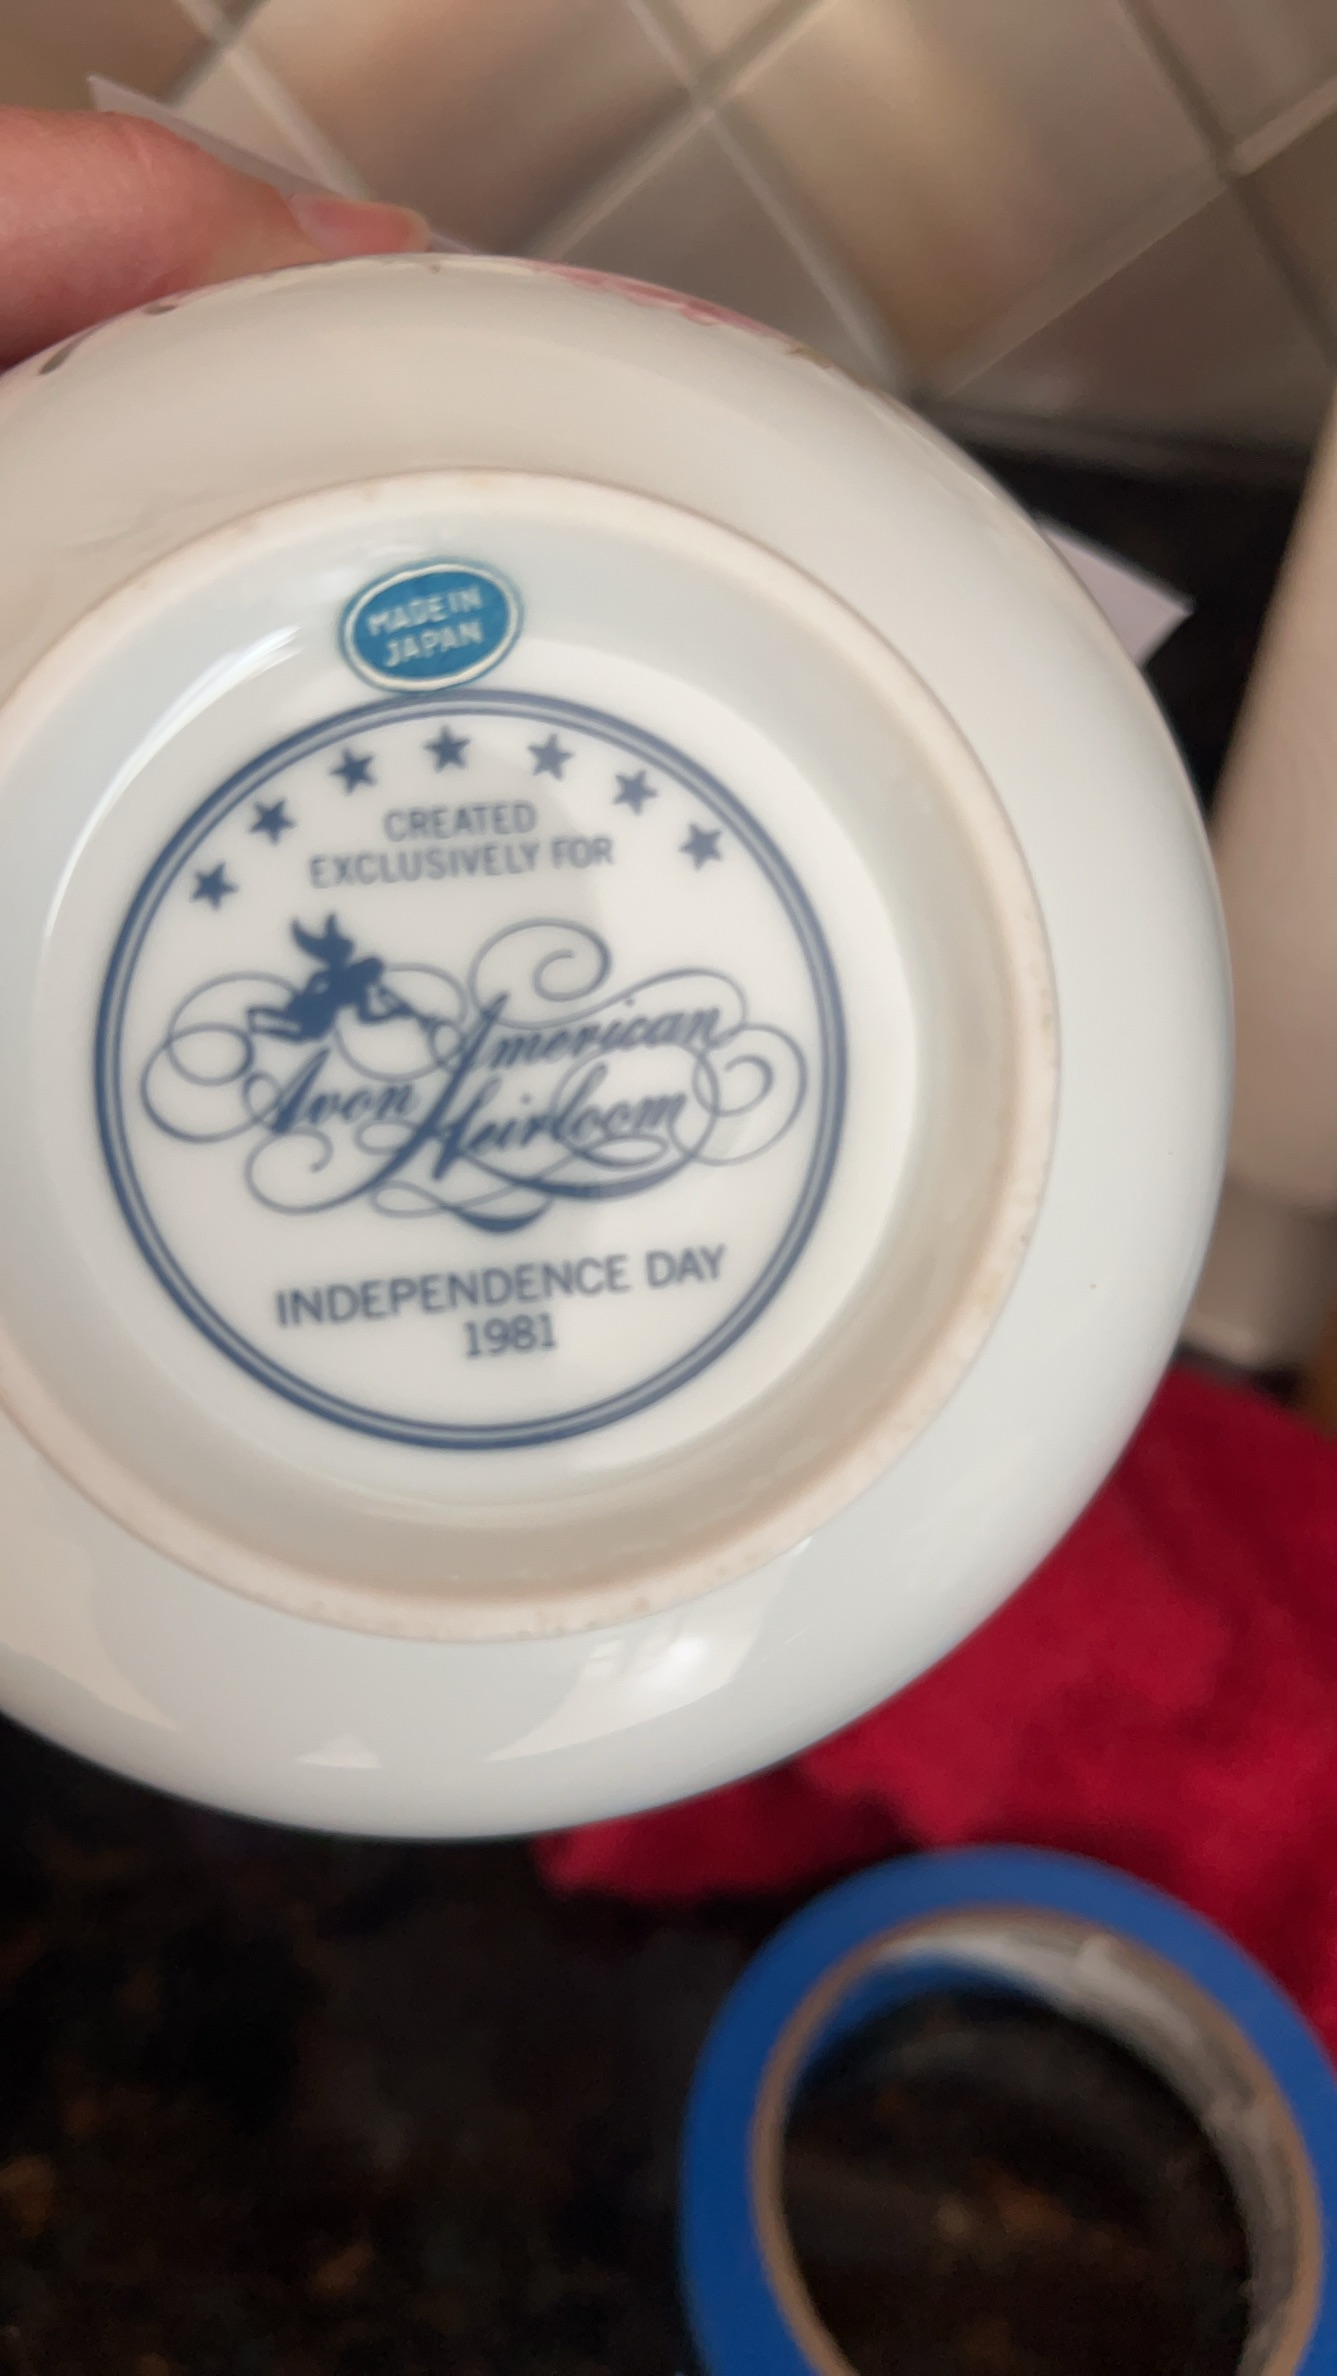 MADE IN
JAPAN
CREATED
EXCLUSIVELY FOR
American
Avon Heirloom
INDEPENDENCE DAY
1981